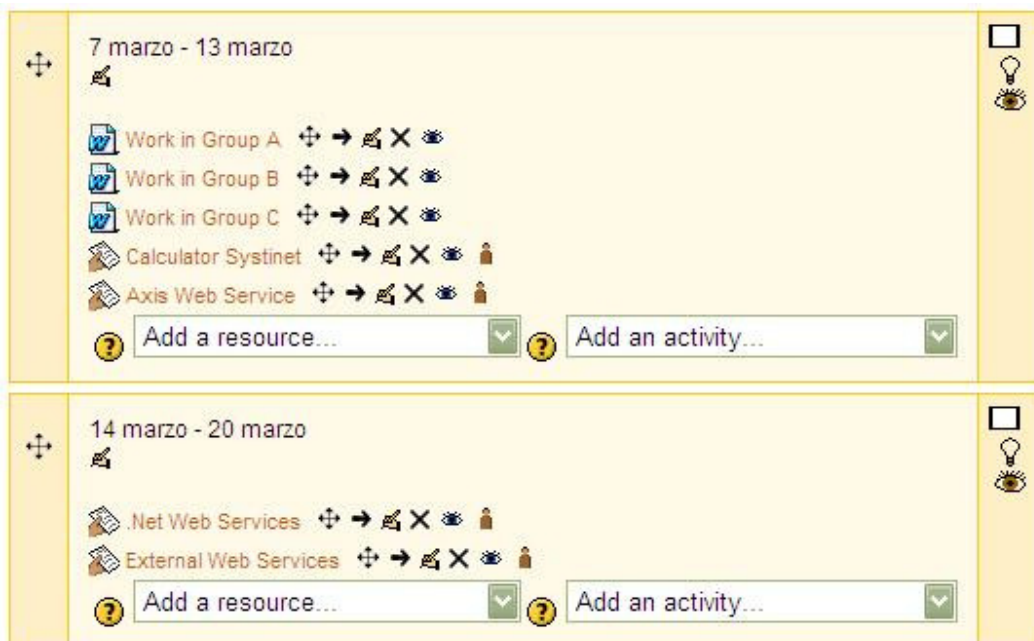 7 marzo - 13 marzo
Work in Group A
Work in Group B
Work in Group C
Calculator Systinet
Axis Web Service
Add a resource... Add an activity...
14 marzo - 20 marzo
.Net Web Services
External Web Services
Add a resource... Add an activity...